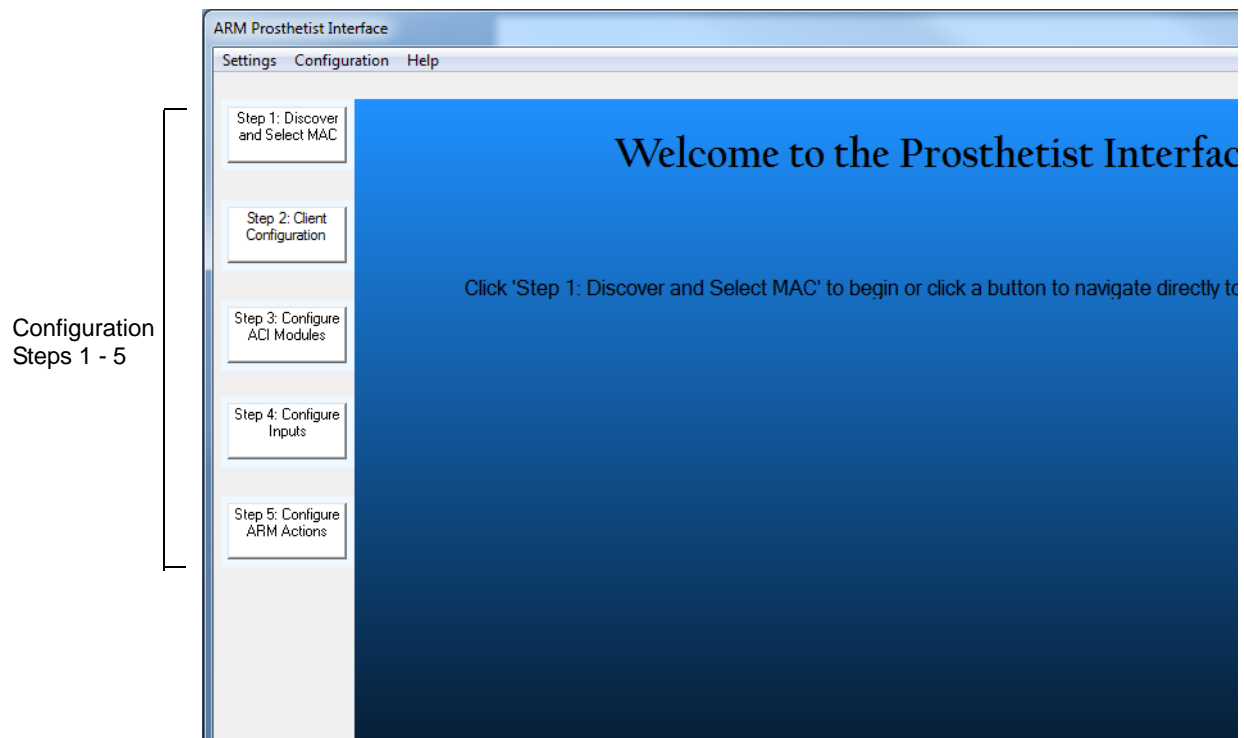 ARM Prosthetist Interface
Settings Configuration Help
Step 1: Discover
and Select MAC
Welcome to the Prosthetist
Step 2: Client
Configuration
Click 'Step 1: Discover and Select MAC' to begin or click a button to navigate directly to
Configuration
Steps 1 - 5
Step 3: Configure
ACI Modules
Step 4: Configure
Inputs
Step 5: Configure
ARM Actions